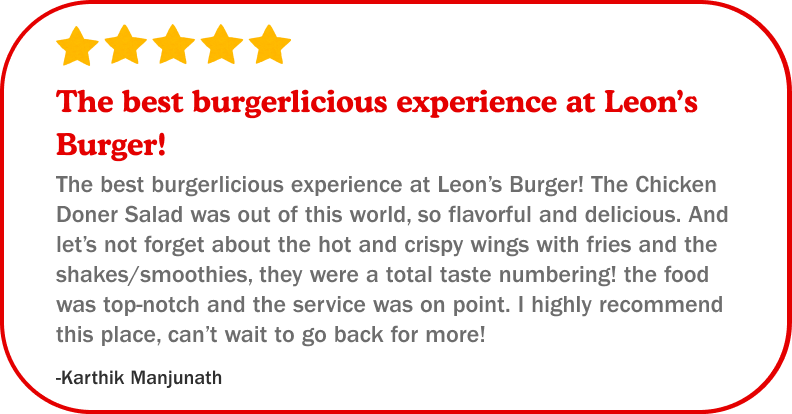 The best burgerlicious experience at Leon’s
Burger!
The best burgerlicious experience at Leon’s Burger! The Chicken
Doner Salad was out of this world, so flavorful and delicious. And
let’s not forget about the hot and crispy wings with fries and the
shakes/smoothies, they were a total taste numbering! the food
was top-notch and the service was on point. I highly recommend
this place, can’t wait to go back for more!
-Karthik Manjunath